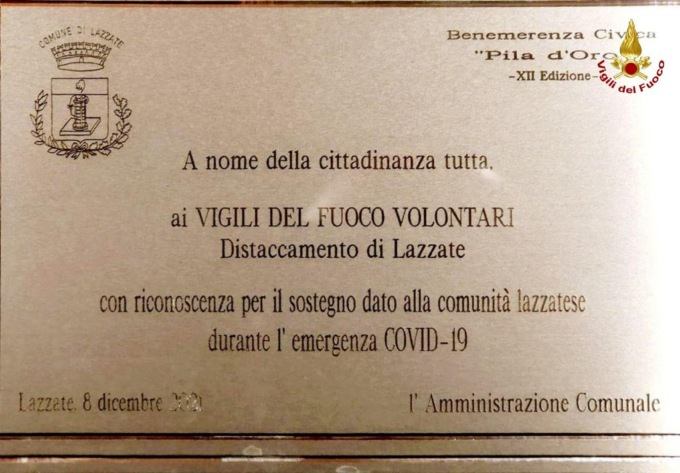 COMUNE DI LAZZATE
Benemerenza Civica
"Pila d'Oro
-XII Edizione-
Vigili del Fuoco
A nome della cittadinanza tutta,
ai VIGILI DEL FUOCO VOLONTARI
Distaccamento di Lazzate
con riconoscenza per il sostegno dato alla comunità lazzatese
durante l' emergenza COVID-19
Lazzate, 8 dicembre
l' Amministrazione Comunale